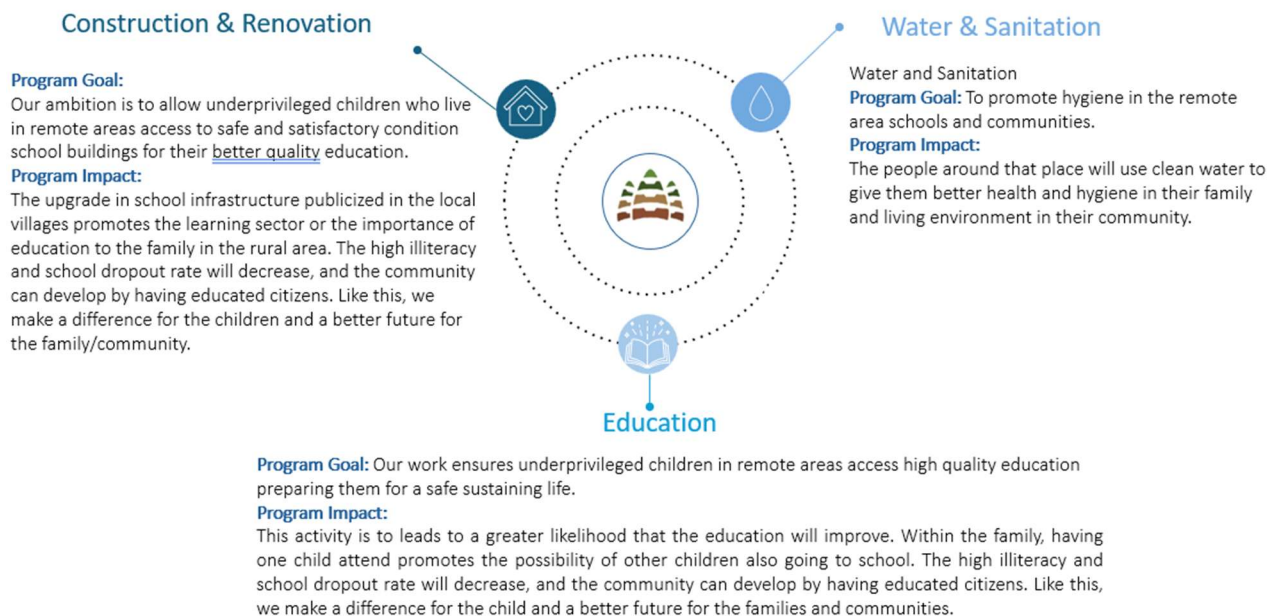 Construction & Renovation
Program Goal:
Our ambition is to allow underprivileged children who live
in remote areas access to safe and satisfactory condition
school buildings for their better quality education.
Program Impact:
The upgrade in school infrastructure publicized in the local
villages promotes the learning sector or the importance of
education to the family in the rural area. The high illiteracy
and school dropout rate will decrease, and the community
can develop by having educated citizens. Like this, we
make a difference for the children and a better future for
the family/community.
Water & Sanitation
Water and Sanitation
Program Goal: To promote hygiene in the remote
area schools and communities.
Program Impact:
The people around that place will use clean water to
give them better health and hygiene in their family
and living environment in their community.
Education
Program Goal: Our work ensures underprivileged children in remote areas access high quality education
preparing them for a safe sustaining life.
Program Impact:
This activity is to leads to a greater likelihood that the education will improve. Within the family, having
one child attend promotes the possibility of other children also going to school. The high illiteracy and
school dropout rate will decrease, and the community can develop by having educated citizens. Like this,
we make a difference for the child and a better future for the families and communities.